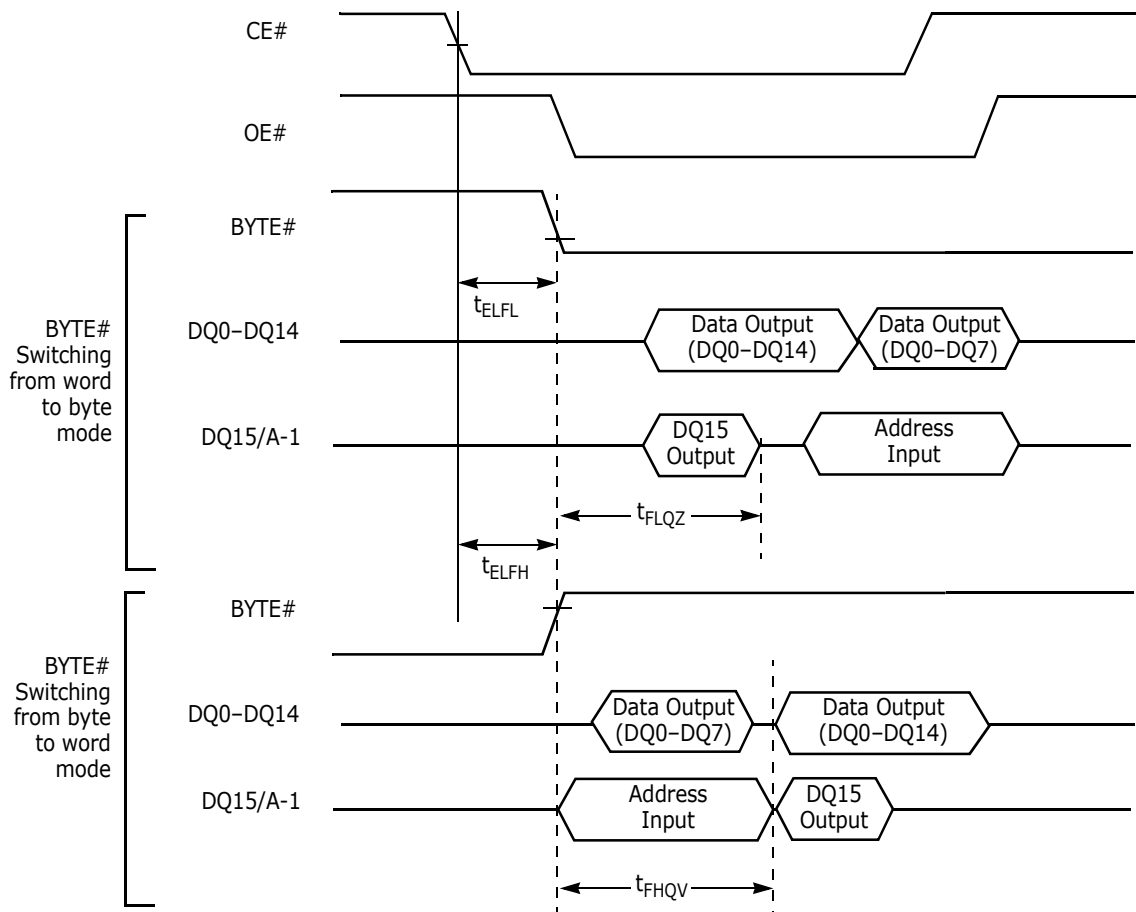 CE#
OE#
BYTE#
tELFL
BYTE#
Switching
from word
to byte
mode
DQ0–DQ14
Data Output
(DQ0–DQ14)
Data Output
(DQ0–DQ7)
DQ15/A-1
DQ15
Output
Address
Input
tFLQZ
tELFH
BYTE#
BYTE#
Switching
from byte
to word
mode
DQ0–DQ14
Data Output
(DQ0–DQ7)
Data Output
(DQ0–DQ14)
DQ15/A-1
Address
Input
DQ15
Output
tFHQV